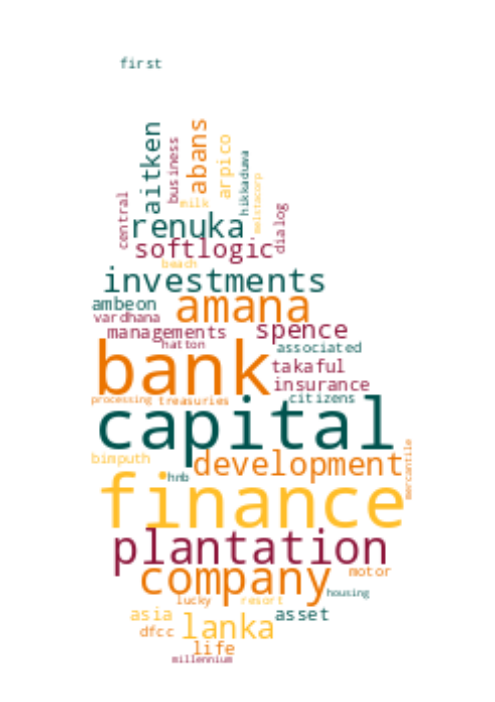 first
aitken
business
abans
arpico
hikkaduwa
melstacorp
milk
central
renuka
dialog
softlogic
beach
investments
ambeon
amana
vardhana
managements
spence
hatton
associated
bank
takaful
insurance
processing
treasuries
citizens
capital
mercantile
bimputh
development
hnb
finance
plantation
company
motor
housing
lucky
resort
asia
asset
dfcc
lanka
life
millennium